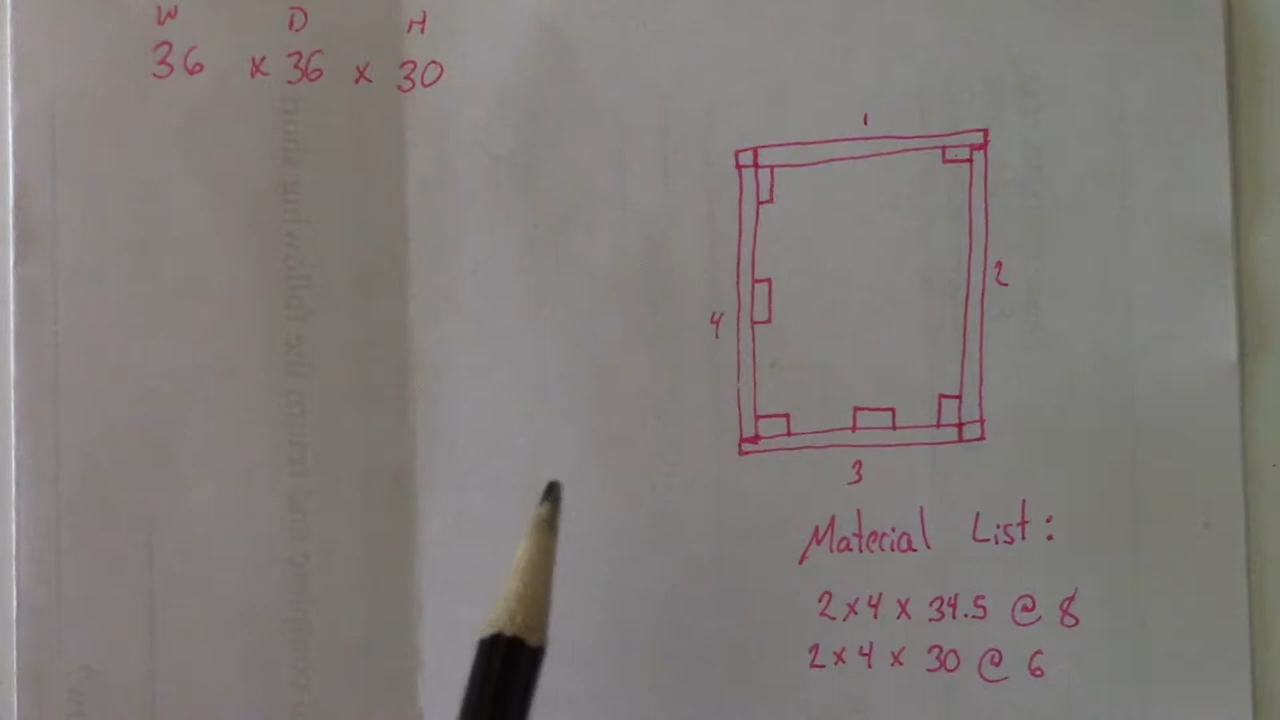 W D H
36 x 36 x 30
1
2
4
3
Material List:
2x4 x 34.5 @ 8
2x4 x 30 @ 6